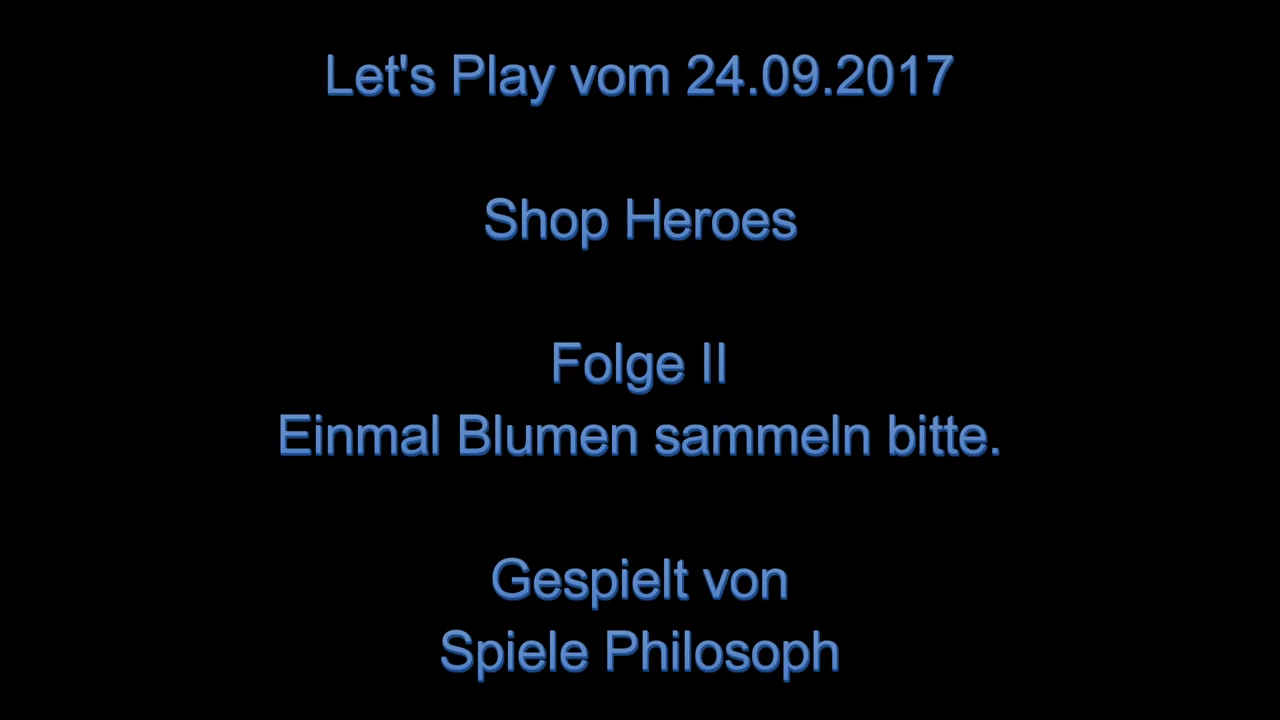 Let's Play vom 24.09.2017
Shop Heroes
Folge II
Einmal Blumen sammeln bitte.
Gespielt von
Spiele Philosoph